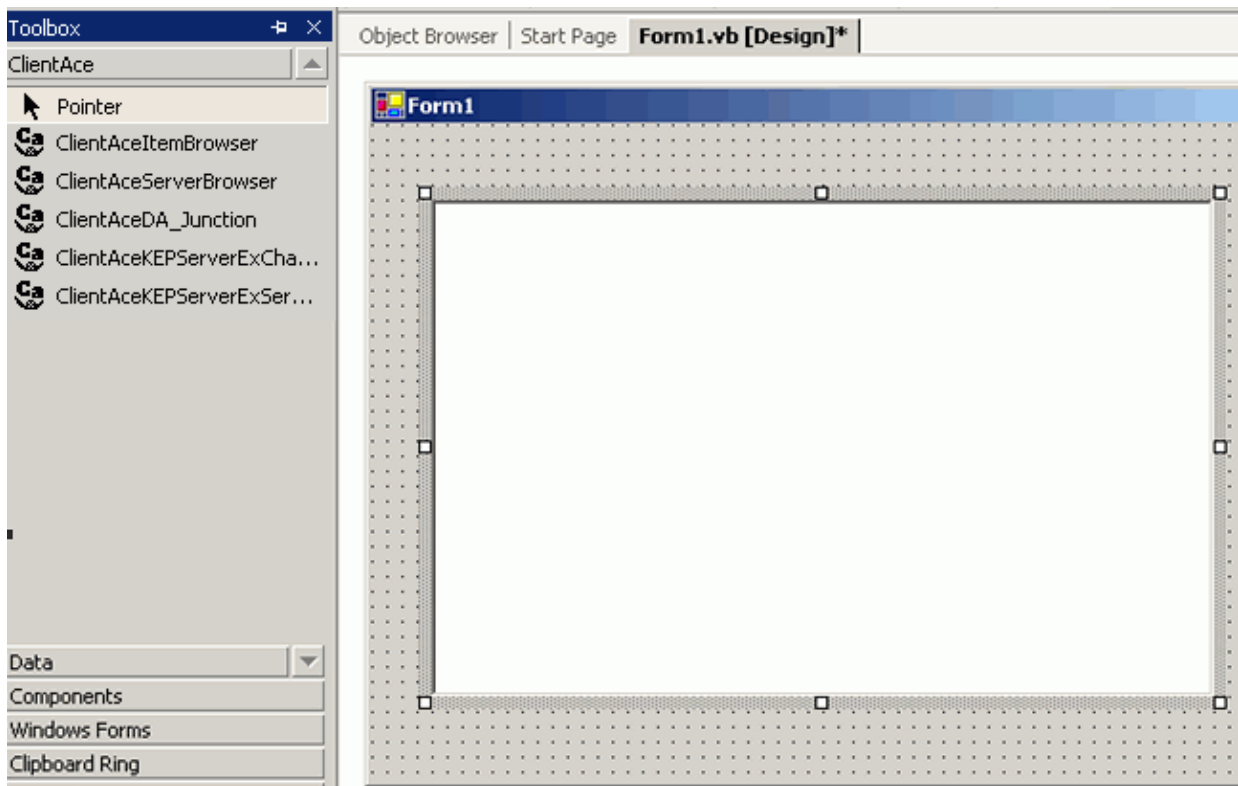 Toolbox
ClientAce
Pointer
ClientAceItemBrowser
ClientAceServerBrowser
ClientAceDA_Junction
ClientAceKEPServerExCha...
ClientAceKEPServerExSer...
Data
Components
Windows Forms
Clipboard Ring
Object Browser
Start Page
Form1.vb [Design]*
Form1